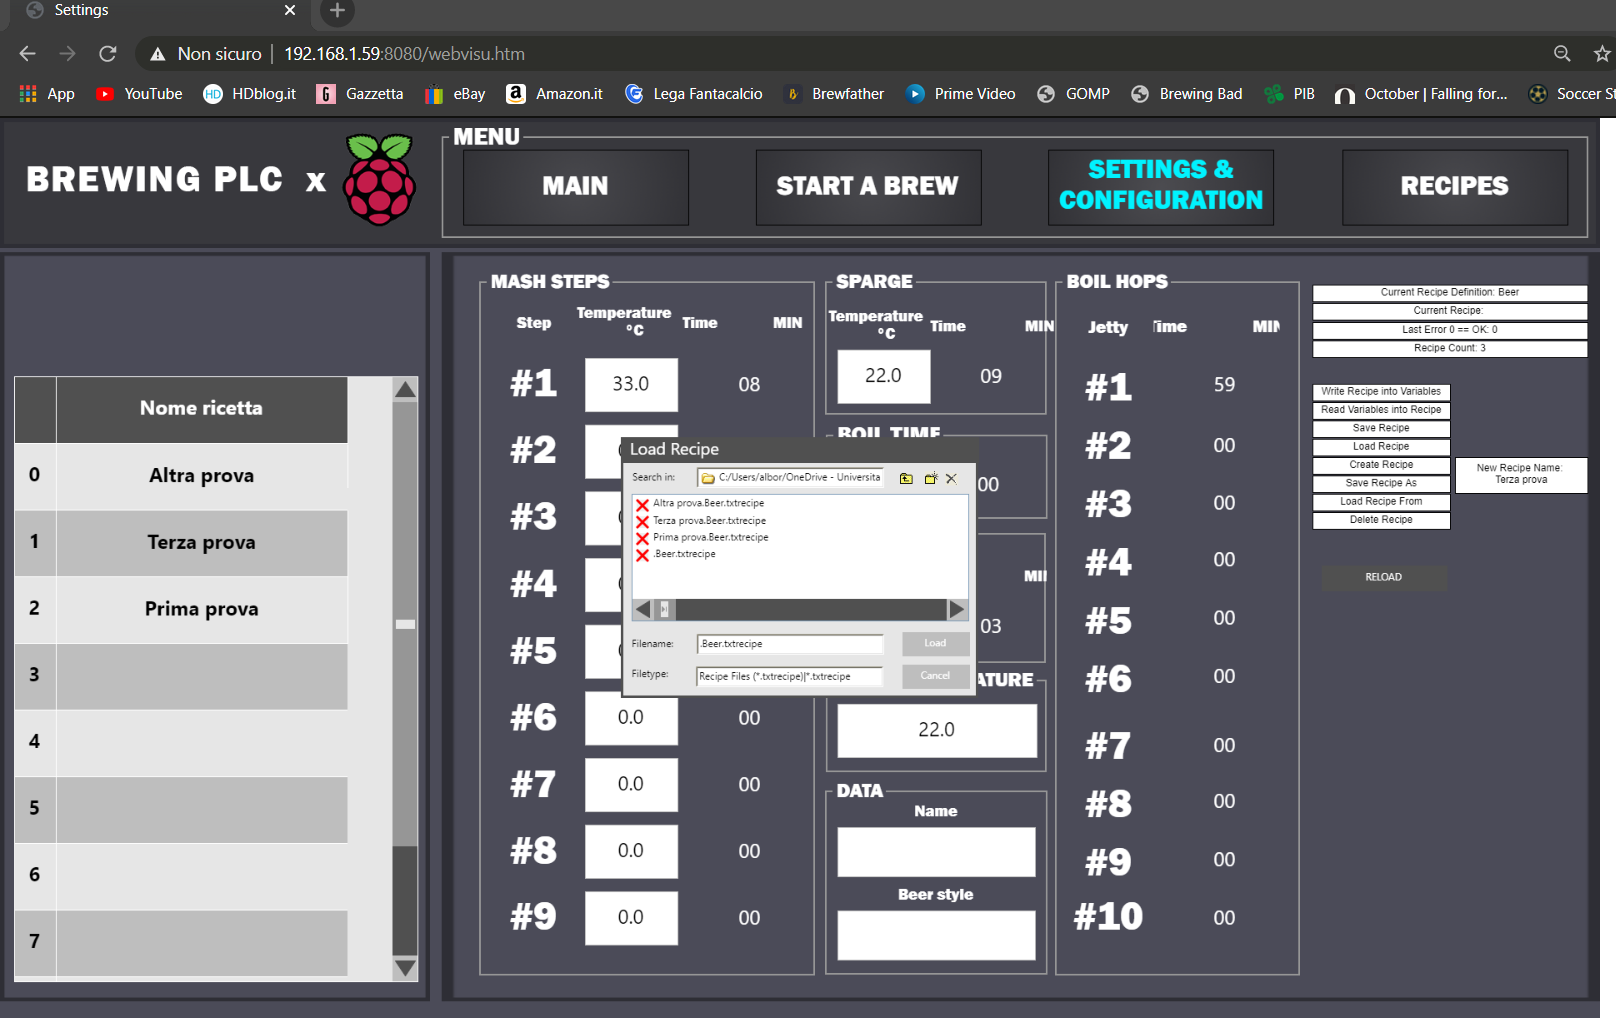 Settings
Non sicuro
192.168.1.59:8080/webvisu.htm
App
YouTube
HDblog.it
Gazzetta
eBay
Amazon.it
Lega Fantacalcio
Brewfather
Prime Video
GOMP
Brewing Bad
PIB
October | Falling for...
Soccer St
BREWING PLC x
MENU
MAIN
START A BREW
SETTINGS &
CONFIGURATION
RECIPES
Nome ricetta
0 Altra prova
1 Terza prova
2 Prima prova
3
4
5
6
7
MASH STEPS
Step Temperature °C Time MIN
#1 33.0 08
#2
#3
#4
#5
#6 0.0 00
#7 0.0 00
#8 0.0 00
#9 0.0 00
SPARGE
Temperature °C Time MIN
22.0 09
BOIL TIME
00
MIN
03
ATURE
22.0
DATA
Name
Beer style
BOIL HOPS
Jetty Time MIN
#1 59
#2 00
#3 00
#4 00
#5 00
#6 00
#7 00
#8 00
#9 00
#10 00
Load Recipe
Search in: C:/Users/albor/OneDrive - Universita
Altra prova.Beer.txtrecipe
Terza prova.Beer.txtrecipe
Prima prova.Beer.txtrecipe
.Beer.txtrecipe
Filename: .Beer.txtrecipe Load
Filetype: Recipe Files (*.txtrecipe)|*.txtrecipe Cancel
Current Recipe Definition: Beer
Current Recipe:
Last Error 0 == OK: 0
Recipe Count: 3
Write Recipe into Variables
Read Variables into Recipe
Save Recipe
Load Recipe
Create Recipe
Save Recipe As
Load Recipe From
Delete Recipe
New Recipe Name:
Terza prova
RELOAD